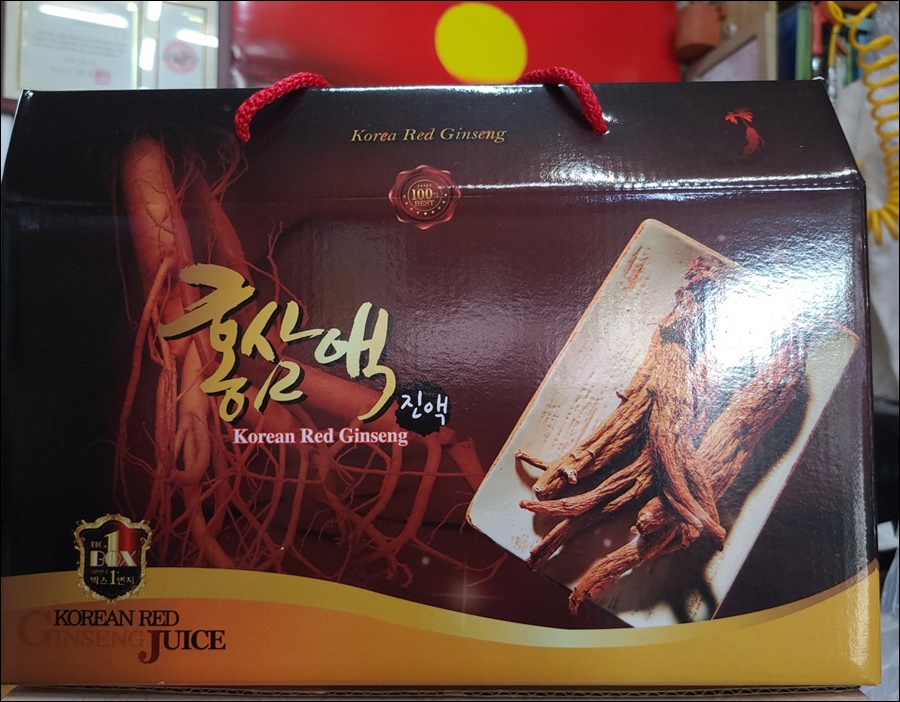 Korea Red Ginseng
100%
BEST
홍삼액
진액
Korean Red Ginseng
1
BOX
박스1번지
KOREAN RED
GINSENG JUICE